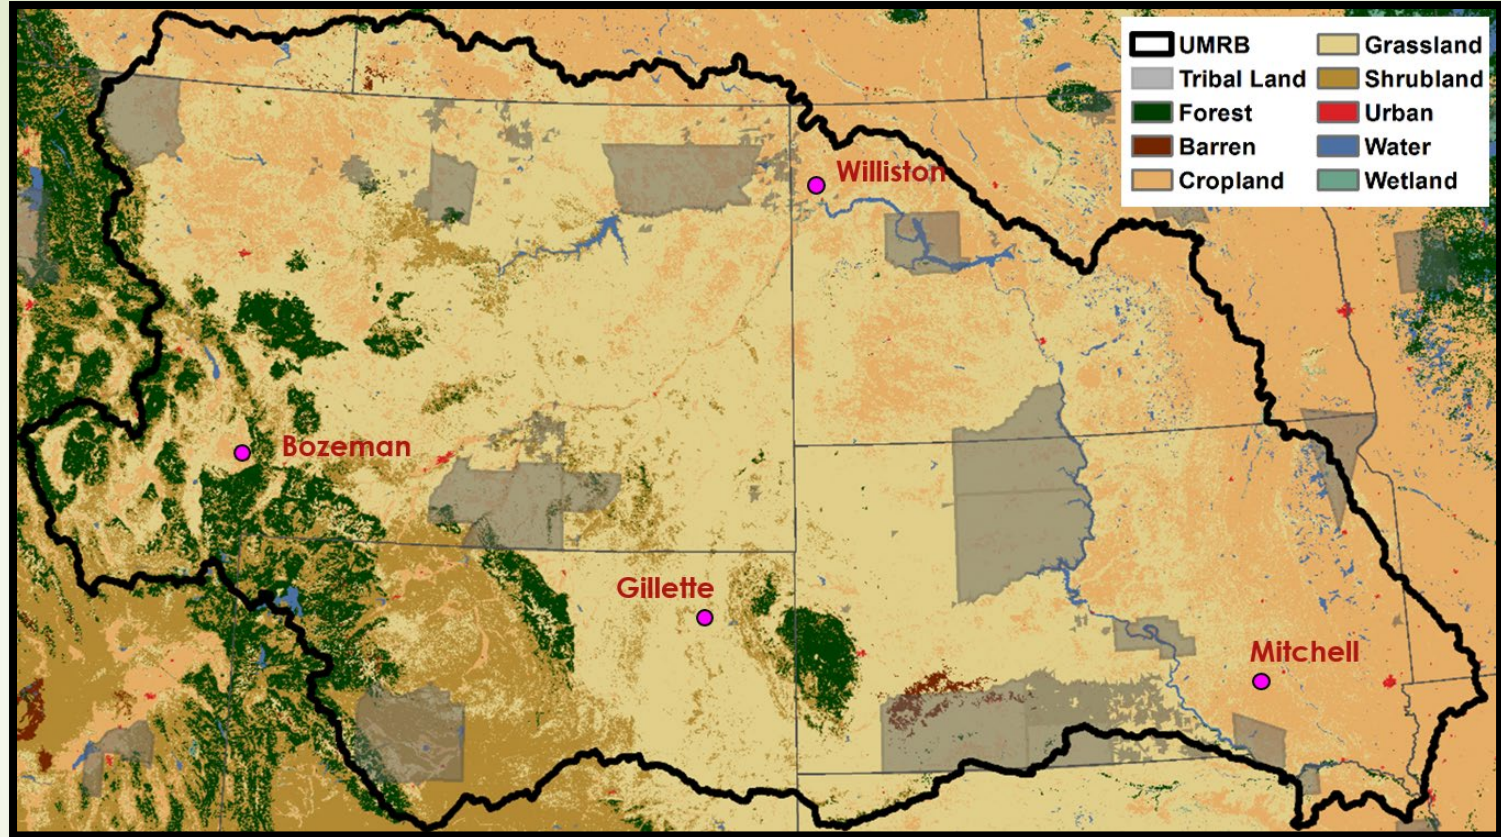 UMRB
Grassland
Tribal Land
Shrubland
Forest
Urban
Barren
Water
Cropland
Wetland
Williston
Bozeman
Gillette
Mitchell